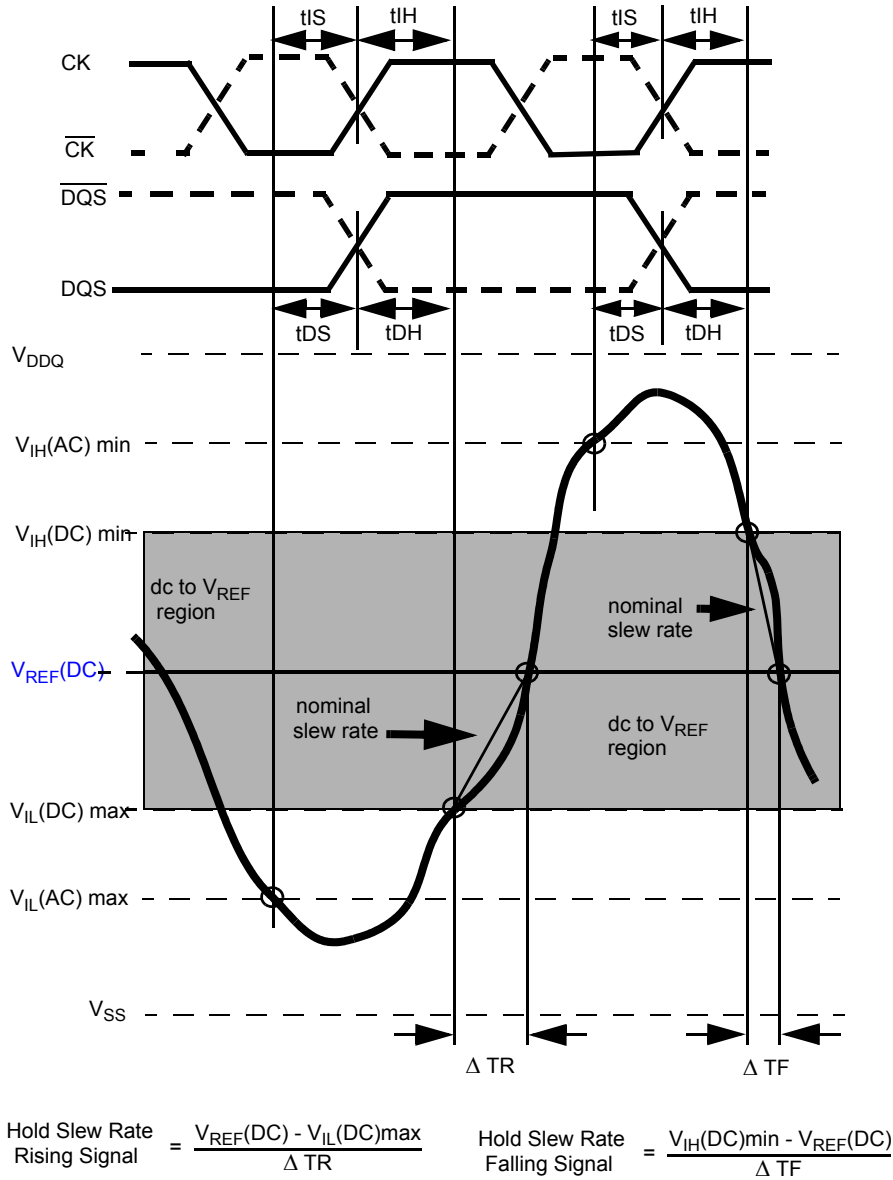 tIS tIH tIS tIH
CK
C̅K̅
D̅Q̅S̅
DQS
tDS tDH tDS tDH
VDDQ
VIH(AC) min
VIH(DC) min
dc to VREF
region
nominal
slew rate
VREF(DC)
nominal
slew rate
dc to VREF
region
VIL(DC) max
VIL(AC) max
VSS
Δ TR Δ TF
Hold Slew Rate
Rising Signal
= VREF(DC) - VIL(DC)max
Δ TR
Hold Slew Rate
Falling Signal
= VIH(DC)min - VREF(DC)
Δ TF